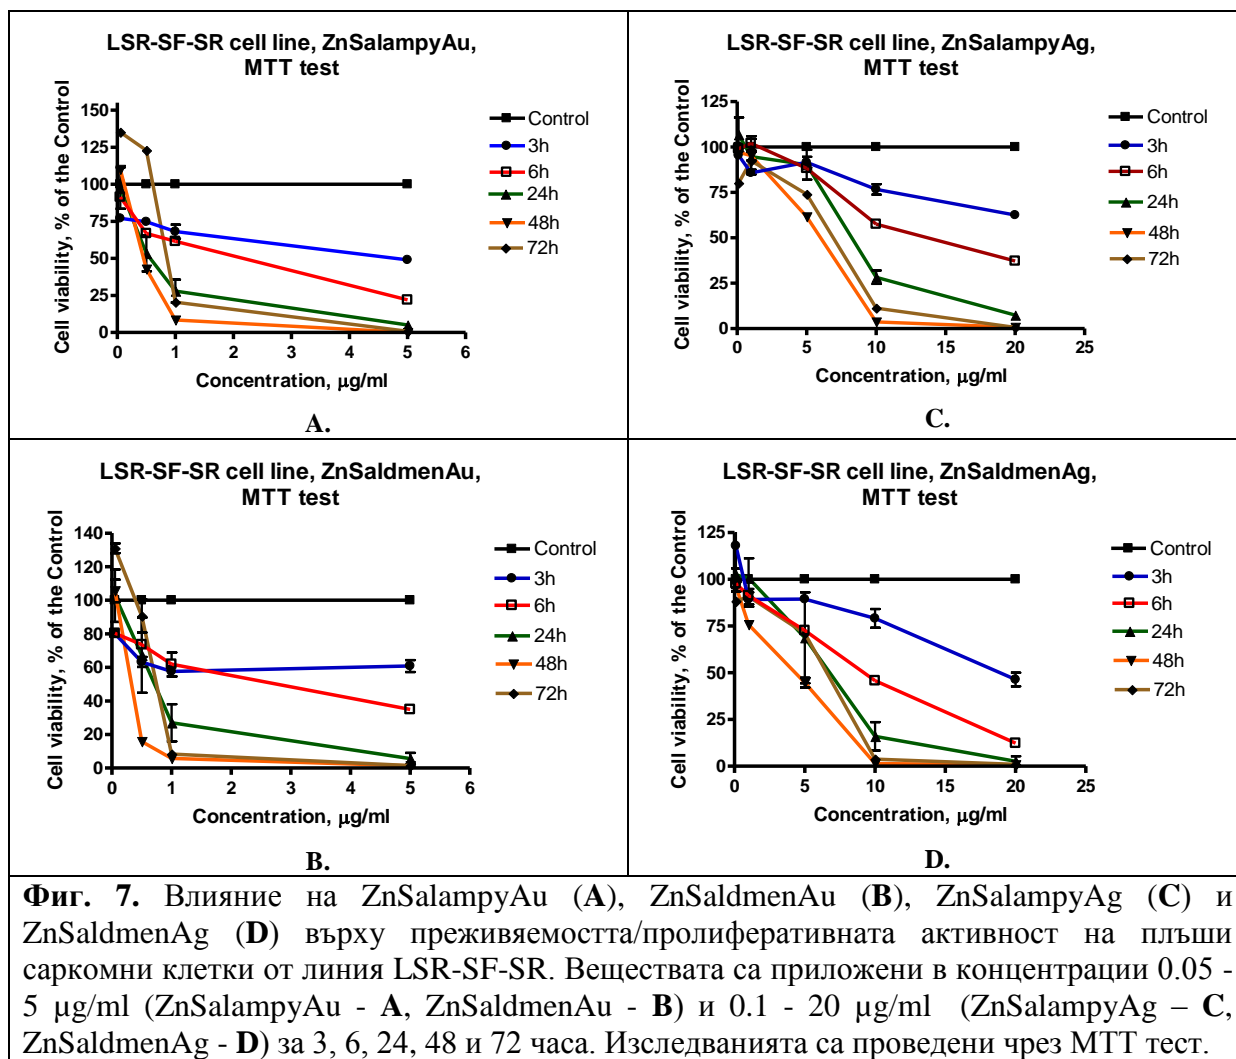 LSR-SF-SR cell line, ZnSalampyAu,
MTT test
Cell viability, % of the Control
150
125
100
75
50
25
0
0 1 2 3 4 5 6
Concentration, µg/ml
Control
3h
6h
24h
48h
72h
A.
LSR-SF-SR cell line, ZnSalampyAg,
MTT test
Cell viability, % of the Control
125
100
75
50
25
0
0 5 10 15 20 25
Concentration, µg/ml
Control
3h
6h
24h
48h
72h
C.
LSR-SF-SR cell line, ZnSaldmenAu,
MTT test
Cell viability, % of the Control
140
120
100
80
60
40
20
0
0 1 2 3 4 5 6
Concentration, µg/ml
Control
3h
6h
24h
48h
72h
B.
LSR-SF-SR cell line, ZnSaldmenAg,
MTT test
Cell viability, % of the Control
125
100
75
50
25
0
0 5 10 15 20 25
Concentration, µg/ml
Control
3h
6h
24h
48h
72h
D.
Фиг. 7. Влияние на ZnSalampyAu (A), ZnSaldmenAu (B), ZnSalampyAg (C) и
ZnSaldmenAg (D) върху преживяемостта/пролиферативната активност на плъши
саркомни клетки от линия LSR-SF-SR. Веществата са приложени в концентрации 0.05 -
5 µg/ml (ZnSalampyAu - A, ZnSaldmenAu - B) и 0.1 - 20 µg/ml (ZnSalampyAg – C,
ZnSaldmenAg - D) за 3, 6, 24, 48 и 72 часа. Изследванията са проведени чрез МТТ тест.